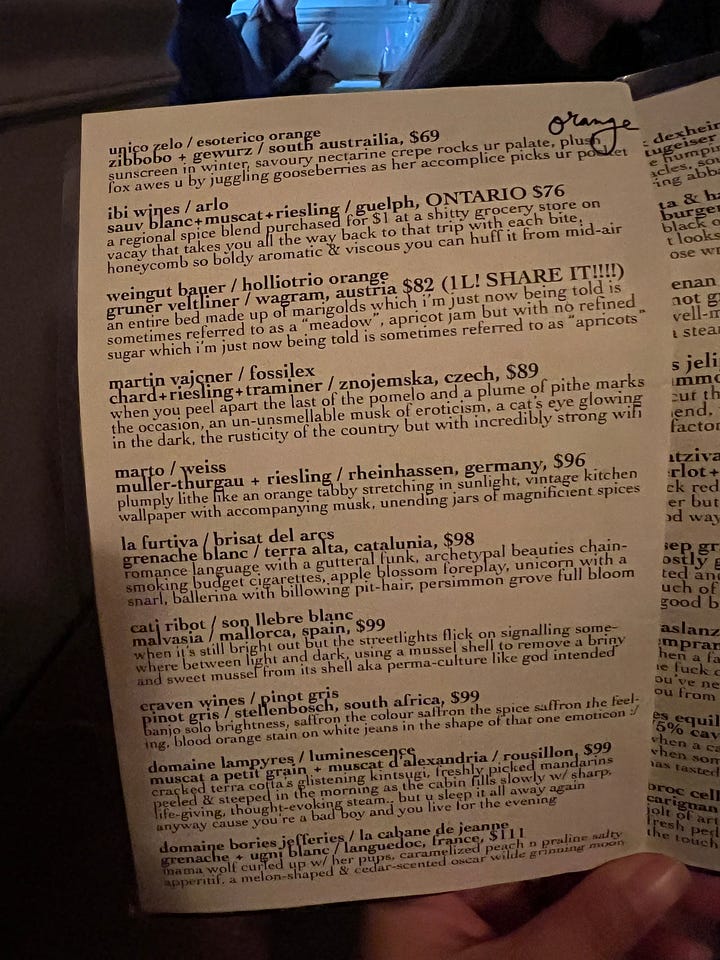 orange
unico zelo / esoterico orange
zibbobo + gewurz / south austrailia, $69
sunscreen in winter, savoury nectarine crepe rocks ur palate, plush
fox awes u by juggling gooseberries as her accomplice picks ur pocket
ibi wines / arlo
sauv blanc+muscat+riesling / guelph, ONTARIO $76
a regional spice blend purchased for $1 at a shitty grocery store on
vacay that takes you all the way back to that trip with each bite,
honeycomb so boldy aromatic & viscous you can huff it from mid-air
weingut bauer / holliotrio orange
gruner veltliner / wagram, austria $82 (1L! SHARE IT!!!!)
an entire bed made up of marigolds which i'm just now being told is
sometimes referred to as a "meadow", apricot jam but with no refined
sugar which i'm just now being told is sometimes referred to as "apricots"
martin vajcner / fossilex
chard+riesling+traminer / znojemska, czech, $89
when you peel apart the last of the pomelo and a plume of pithe marks
the occasion, an un-unsmellable musk of eroticism, a cat's eye glowing
in the dark, the rusticity of the country but with incredibly strong wifi
marto / weiss
muller-thurgau + riesling / rheinhassen, germany, $96
plumply lithe like an orange tabby stretching in sunlight, vintage kitchen
wallpaper with accompanying musk, unending jars of magnificient spices
la furtiva / brisat del arcs
grenache blanc / terra alta, catalunia, $98
romance language with a gutteral funk, archetypal beauties chain-
smoking budget cigarettes, apple blossom foreplay, unicorn with a
snarl, ballerina with billowing pit-hair, persimmon grove full bloom
cati ribot / son llebre blanc
malvasia / mallorca, spain, $99
when it's still bright out but the streetlights flick on signalling some-
where between light and dark, using a mussel shell to remove a briny
and sweet mussel from its shell aka perma-culture like god intended
craven wines / pinot gris
pinot gris / stellenbosch, south africa, $99
banjo solo brightness, saffron the colour saffron the spice saffron the feel-
ing, blood orange stain on white jeans in the shape of that one emoticon :/
domaine lampyres / luminescence
muscat a petit grain + muscat d'alexandria / rousillon, $99
cracked terra cotta's glistening kintsugi, freshly picked mandarins
peeled & steeped in the morning as the cabin fills slowly w/ sharp,
life-giving, thought-evoking steam.. but u sleep it all away again
anyway cause you're a bad boy and you live for the evening
domaine bories jefferies / la cabane de jeanne
grenache + ugni blanc / languedoc, france, $111
mama wolf curled up w/ her pups, caramelized peach n praline salty
apperitif, a melon-shaped & cedar-scented oscar wilde grinning moon